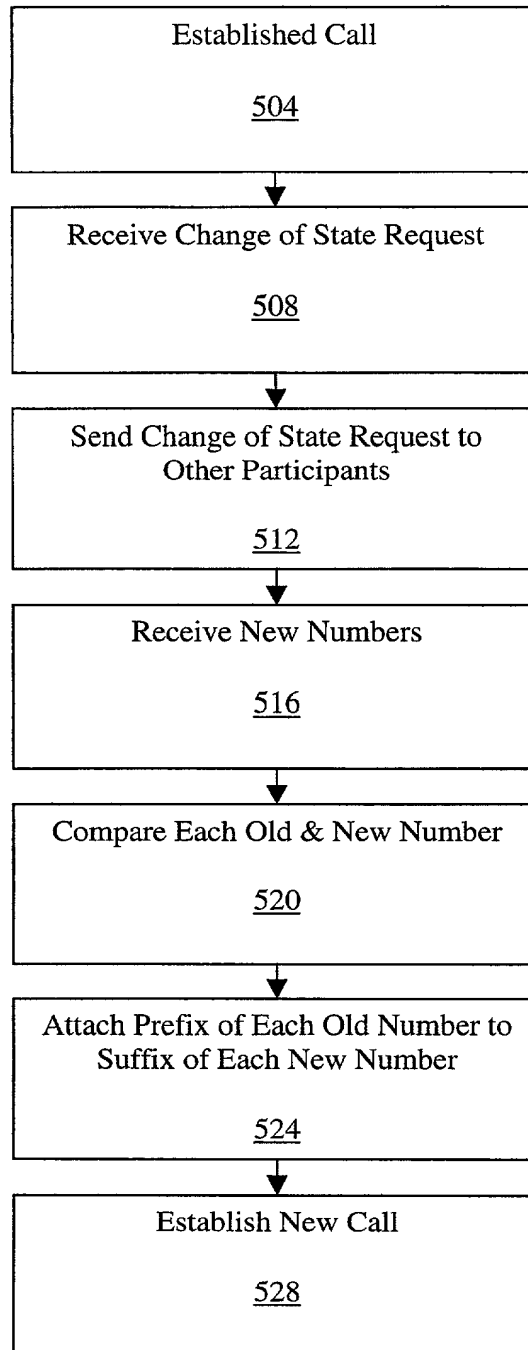 Established Call
504
Receive Change of State Request
508
Send Change of State Request to
Other Participants
512
Receive New Numbers
516
Compare Each Old & New Number
520
Attach Prefix of Each Old Number to
Suffix of Each New Number
524
Establish New Call
528